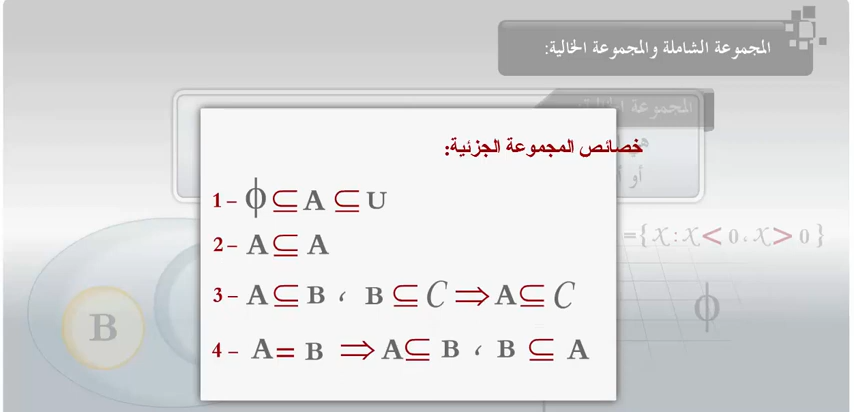 المجموعة الشاملة والمجموعة الخالية:
خصائص المجموعة الجزئية:
1 - ϕ ⊆ A ⊆ U
2 - A ⊆ A
3 - A ⊆ B ، B ⊆ C ⇒ A ⊆ C
4 - A = B ⇒ A ⊆ B ، B ⊆ A
={x : x < 0 ، x > 0 }
B
ϕ